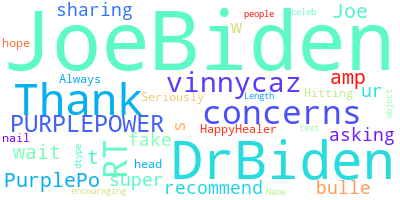 people celeb
sharing W Joe
hope JoeBiden
Always vinnycaz amp
Thank Seriously Length Hitting ur
PURPLEPOWER concerns object
nail RT fake s HappyHealer text asking
wait t head DrBiden
PurplePo dtype super recommend Name bulle
encouraging